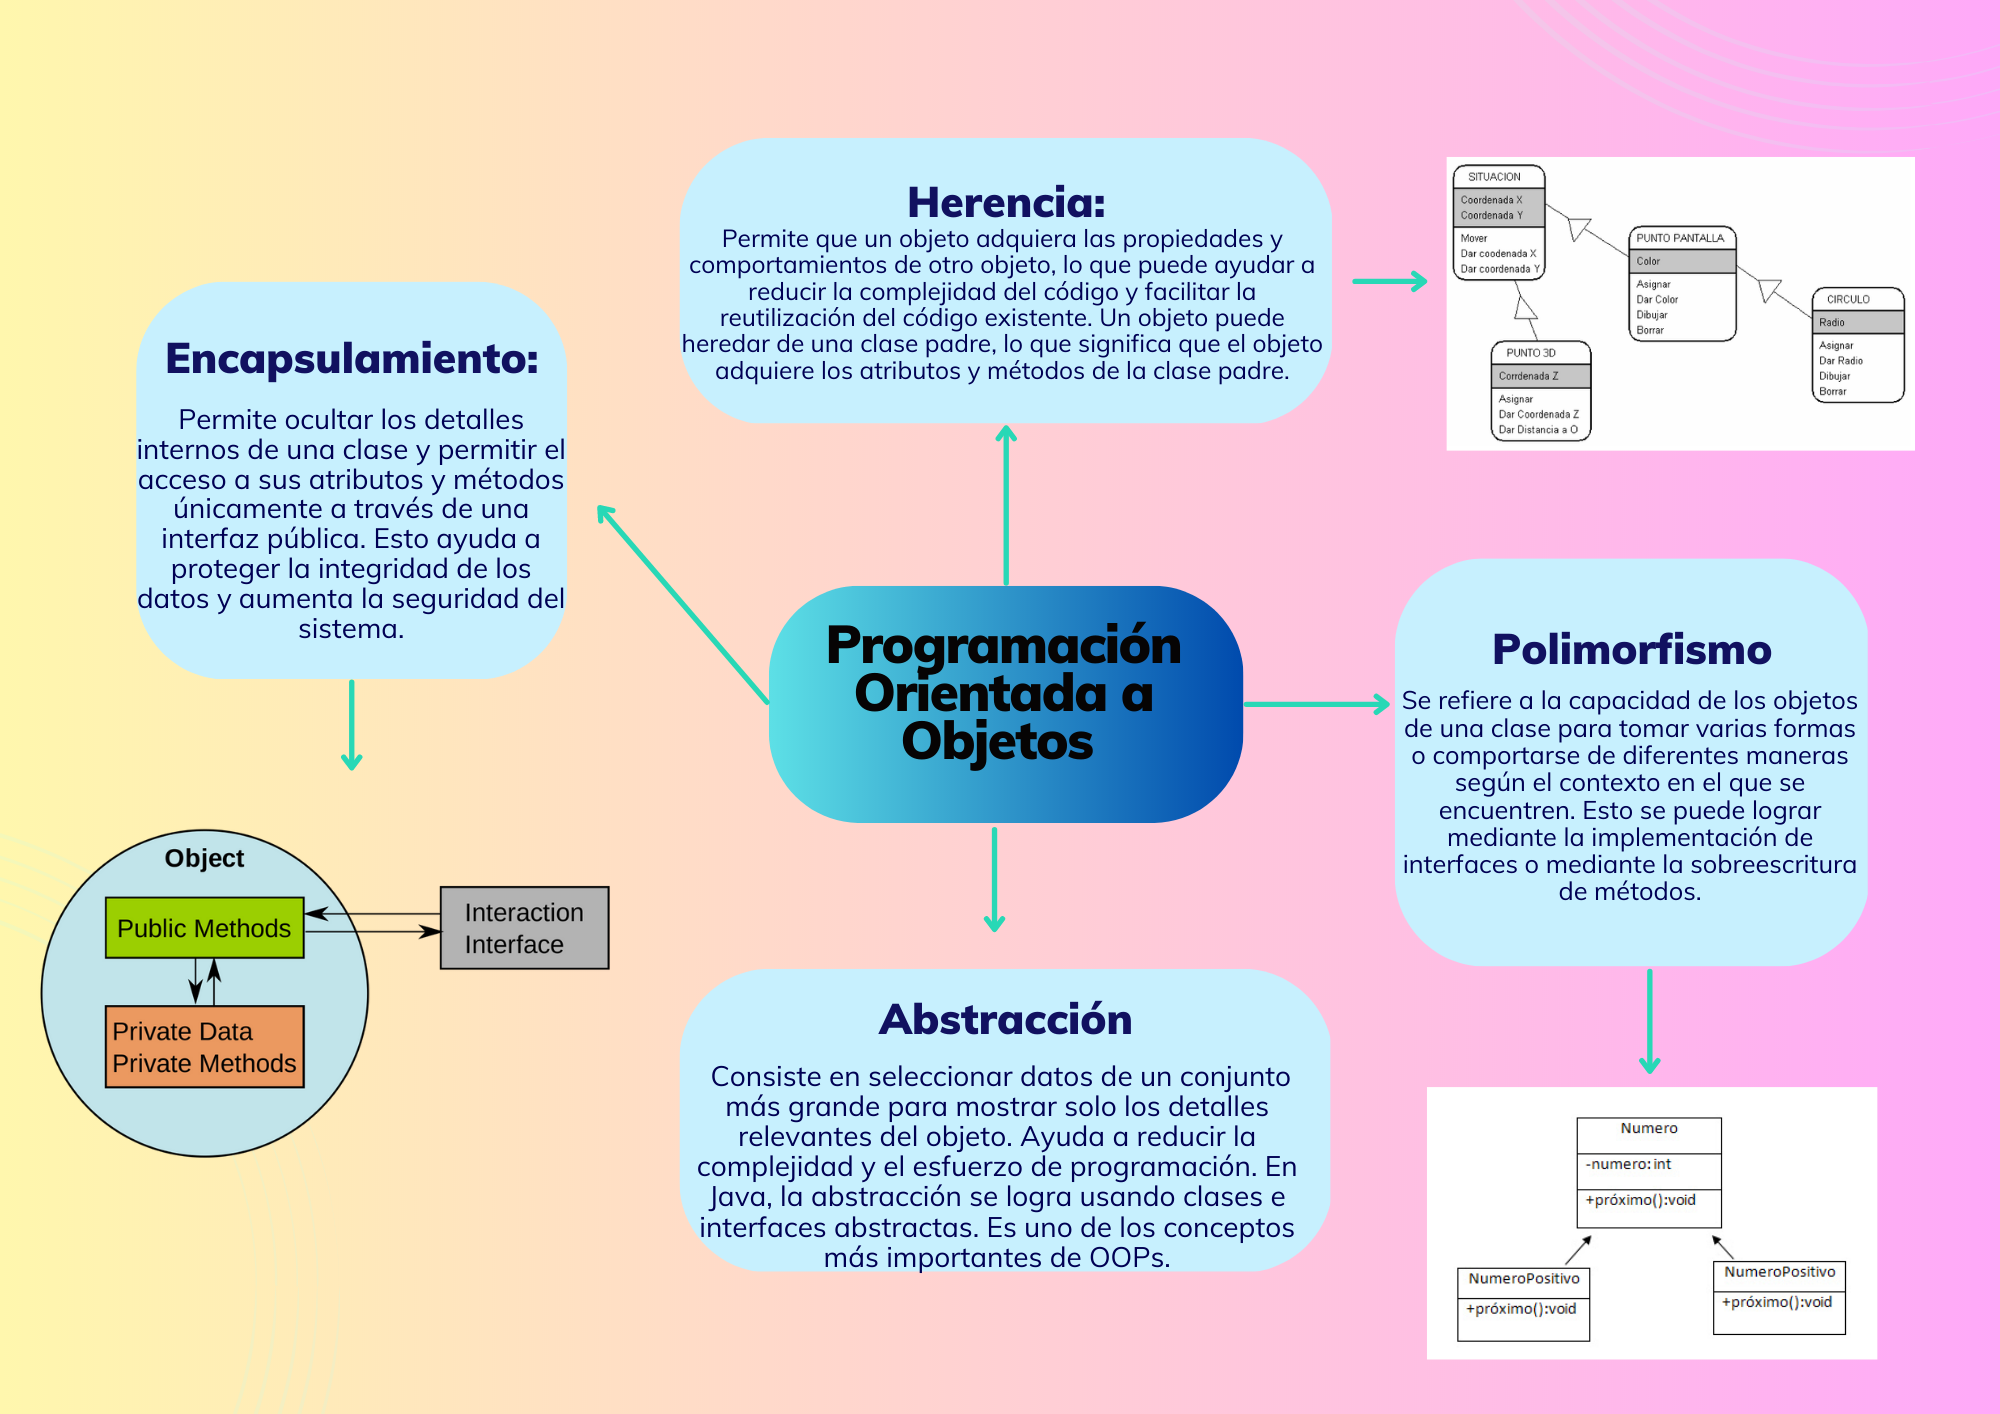 Herencia:
Permite que un objeto adquiera las propiedades y
comportamientos de otro objeto, lo que puede ayudar a
reducir la complejidad del código y facilitar la
reutilización del código existente. Un objeto puede
heredar de una clase padre, lo que significa que el objeto
adquiere los atributos y métodos de la clase padre.
SITUACION
Coordenada X
Coordenada Y
Mover
Dar coodenada X
Dar coordenada Y
PUNTO PANTALLA
Color
Asignar
Dar Color
Dibujar
Borrar
CIRCULO
Radio
Asignar
Dar Radio
Dibujar
Borrar
PUNTO 3D
Corrdenada Z
Asignar
Dar Coordenada Z
Dar Distancia a O
Encapsulamiento:
Permite ocultar los detalles
internos de una clase y permitir el
acceso a sus atributos y métodos
únicamente a través de una
interfaz pública. Esto ayuda a
proteger la integridad de los
datos y aumenta la seguridad del
sistema.
Programación
Orientada a
Objetos
Polimorfismo
Se refiere a la capacidad de los objetos
de una clase para tomar varias formas
o comportarse de diferentes maneras
según el contexto en el que se
encuentren. Esto se puede lograr
mediante la implementación de
interfaces o mediante la sobreescritura
de métodos.
Object
Public Methods
Private Data
Private Methods
Interaction
Interface
Abstracción
Consiste en seleccionar datos de un conjunto
más grande para mostrar solo los detalles
relevantes del objeto. Ayuda a reducir la
complejidad y el esfuerzo de programación. En
Java, la abstracción se logra usando clases e
interfaces abstractas. Es uno de los conceptos
más importantes de OOPs.
Numero
-numero:int
+próximo():void
NumeroPositivo
+próximo():void
NumeroPositivo
+próximo():void